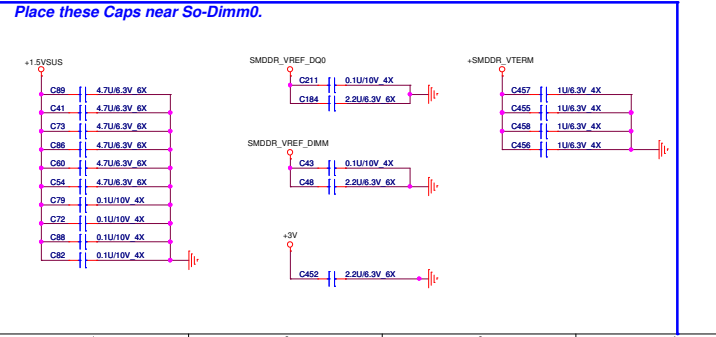 Place these Caps near So-Dimm0.
+1.5VSUS
C89 4.7U/6.3V_6X
C41 4.7U/6.3V_6X
C73 4.7U/6.3V_6X
C86 4.7U/6.3V_6X
C60 4.7U/6.3V_6X
C54 4.7U/6.3V_6X
C79 0.1U/10V_4X
C72 0.1U/10V_4X
C88 0.1U/10V_4X
C82 0.1U/10V_4X
SMDDR_VREF_DQ0
C211 0.1U/10V_4X
C184 2.2U/6.3V_6X
SMDDR_VREF_DIMM
C43 0.1U/10V_4X
C48 2.2U/6.3V_6X
+3V
C452 2.2U/6.3V_6X
+SMDDR_VTERM
C457 1U/6.3V_4X
C455 1U/6.3V_4X
C458 1U/6.3V_4X
C456 1U/6.3V_4X